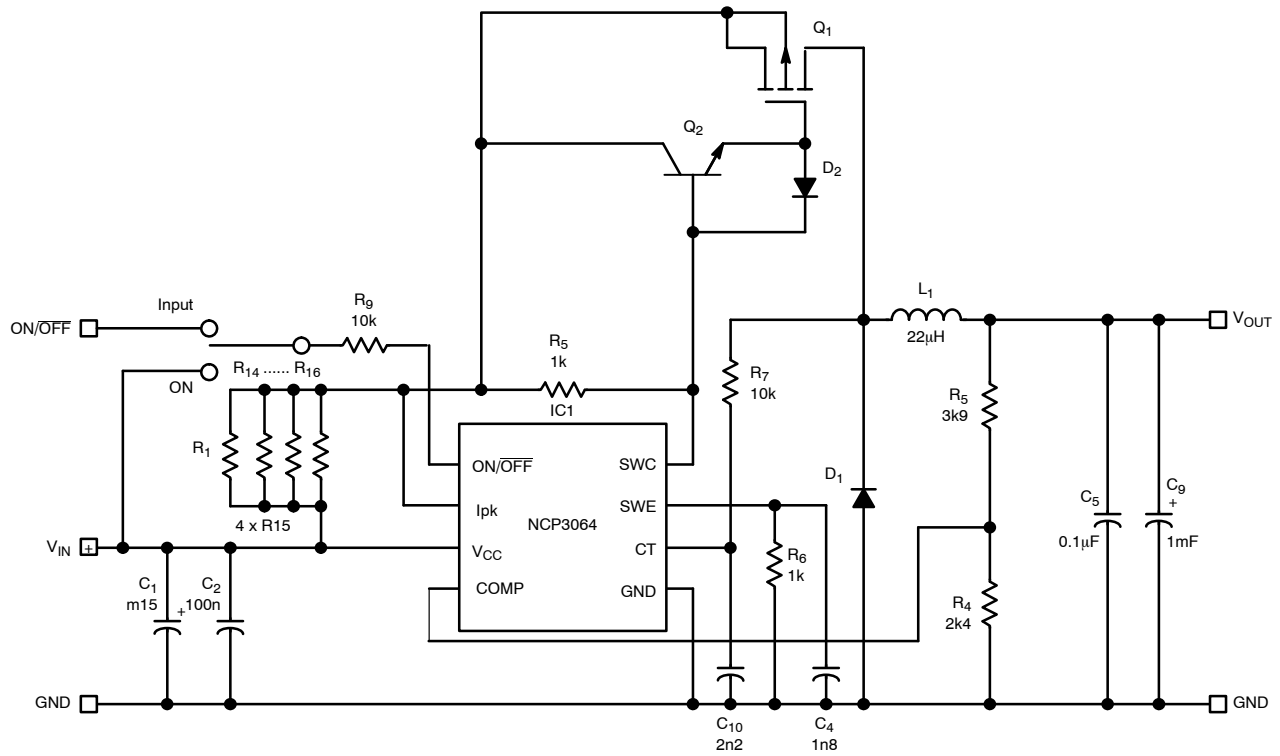 Q1
Q2
D2
Input
ON/OFF
R9
10k
L1
22µH
VOUT
R5
1k
R14 ...... R16
ON
R7
10k
IC1
R5
3k9
R1
ON/OFF
SWC
D1
C5
0.1µF
C9
+
1mF
Ipk
SWE
NCP3064
4 x R15
VIN
+
VCC
CT
R6
1k
C1
m15
+
C2
100n
COMP
GND
R4
2k4
GND
GND
C10
2n2
C4
1n8